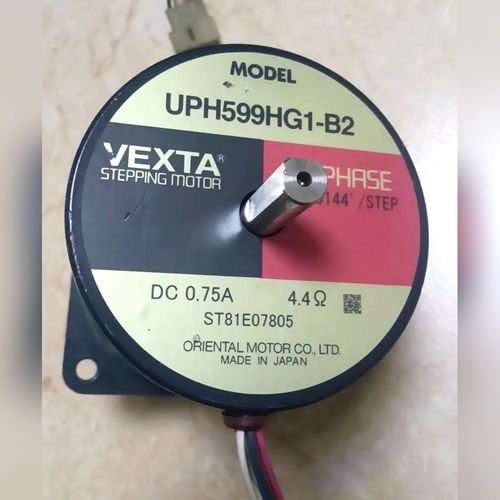 MODEL
UPH599HG1-B2
VEXTA®
STEPPING MOTOR
PHASE
0144°/STEP
DC 0.75A 4.4Ω
ST81E07805
ORIENTAL MOTOR CO., LTD.
MADE IN JAPAN